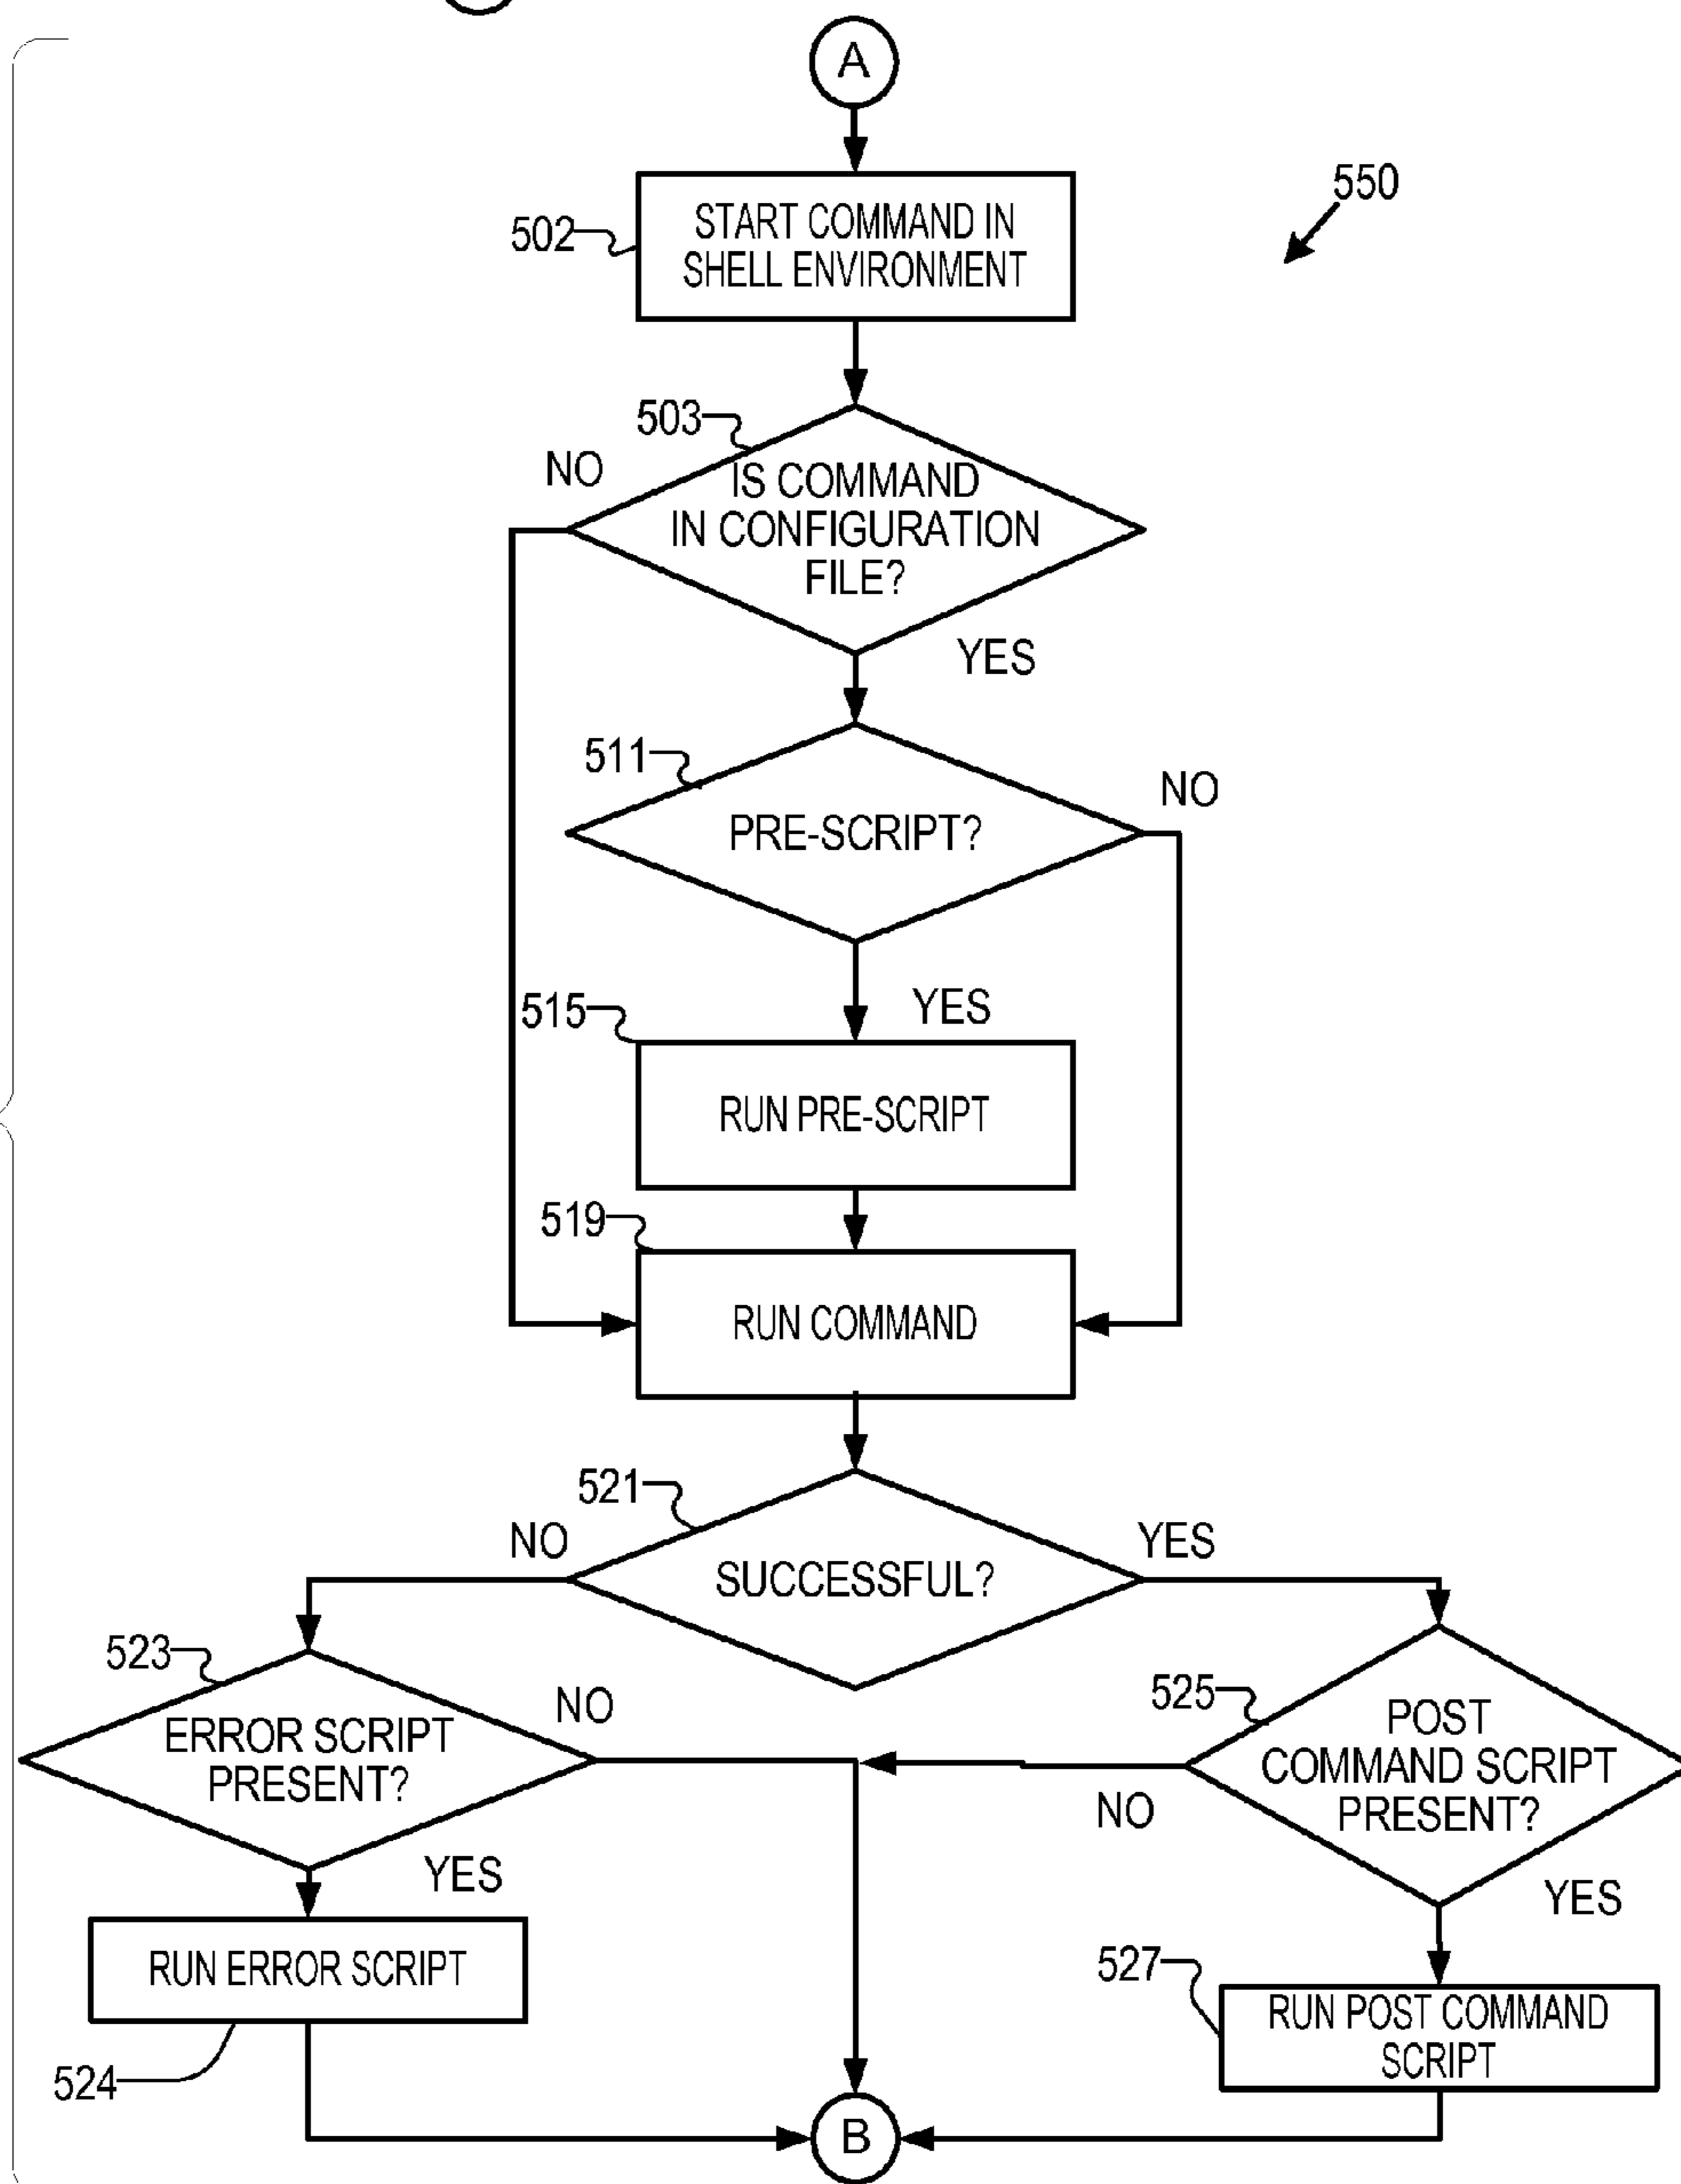 A
550
502
START COMMAND IN
SHELL ENVIRONMENT
503
NO
IS COMMAND
IN CONFIGURATION
FILE?
YES
511
NO
PRE-SCRIPT?
515
YES
RUN PRE-SCRIPT
519
RUN COMMAND
521
NO
YES
SUCCESSFUL?
523
NO
ERROR SCRIPT
PRESENT?
525
POST
COMMAND SCRIPT
PRESENT?
NO
YES
YES
RUN ERROR SCRIPT
524
527
RUN POST COMMAND
SCRIPT
B